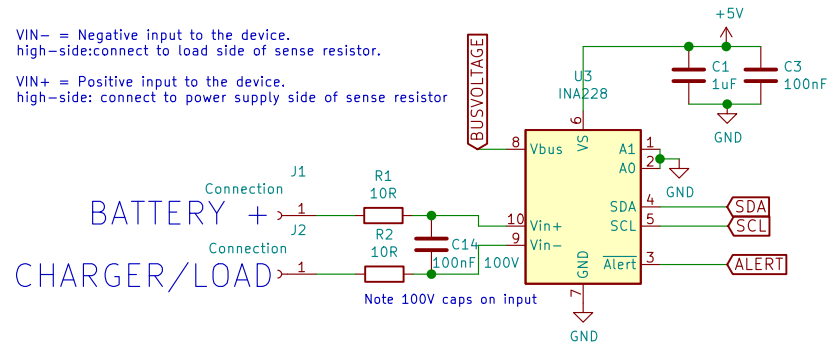 VIN- = Negative input to the device.
high-side:connect to load side of sense resistor.
VIN+ = Positive input to the device.
high-side: connect to power supply side of sense resistor
+5V
C1
1uF
C3
100nF
GND
U3
INA228
BUSVOLTAGE
6
VS
8
Vbus
A1
1
A0
2
GND
J1
Connection
BATTERY +
1
R1
10R
10
Vin+
SDA
4
SDA
J2
Connection
CHARGER/LOAD
1
R2
10R
C14
100nF
100V
9
Vin-
SCL
5
SCL
GND
Alert
3
ALERT
7
GND
Note 100V caps on input